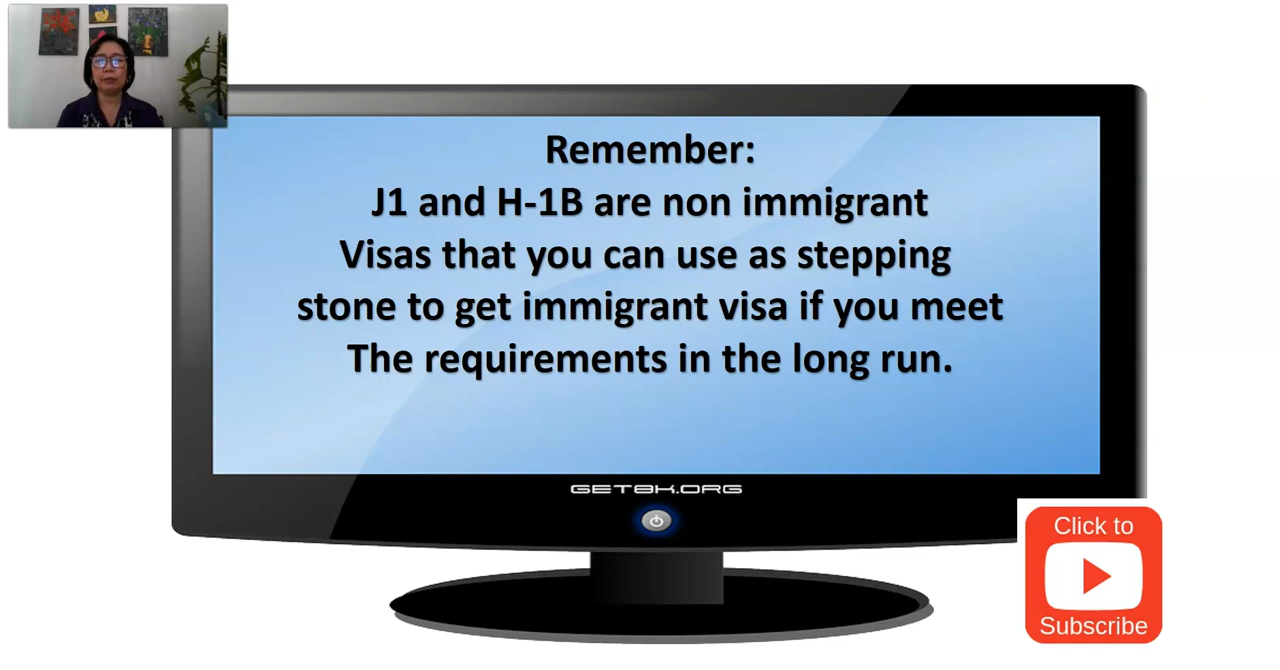 Remember:
J1 and H-1B are non immigrant
Visas that you can use as stepping
stone to get immigrant visa if you meet
The requirements in the long run.
GET8K.ORG
Click to
Subscribe